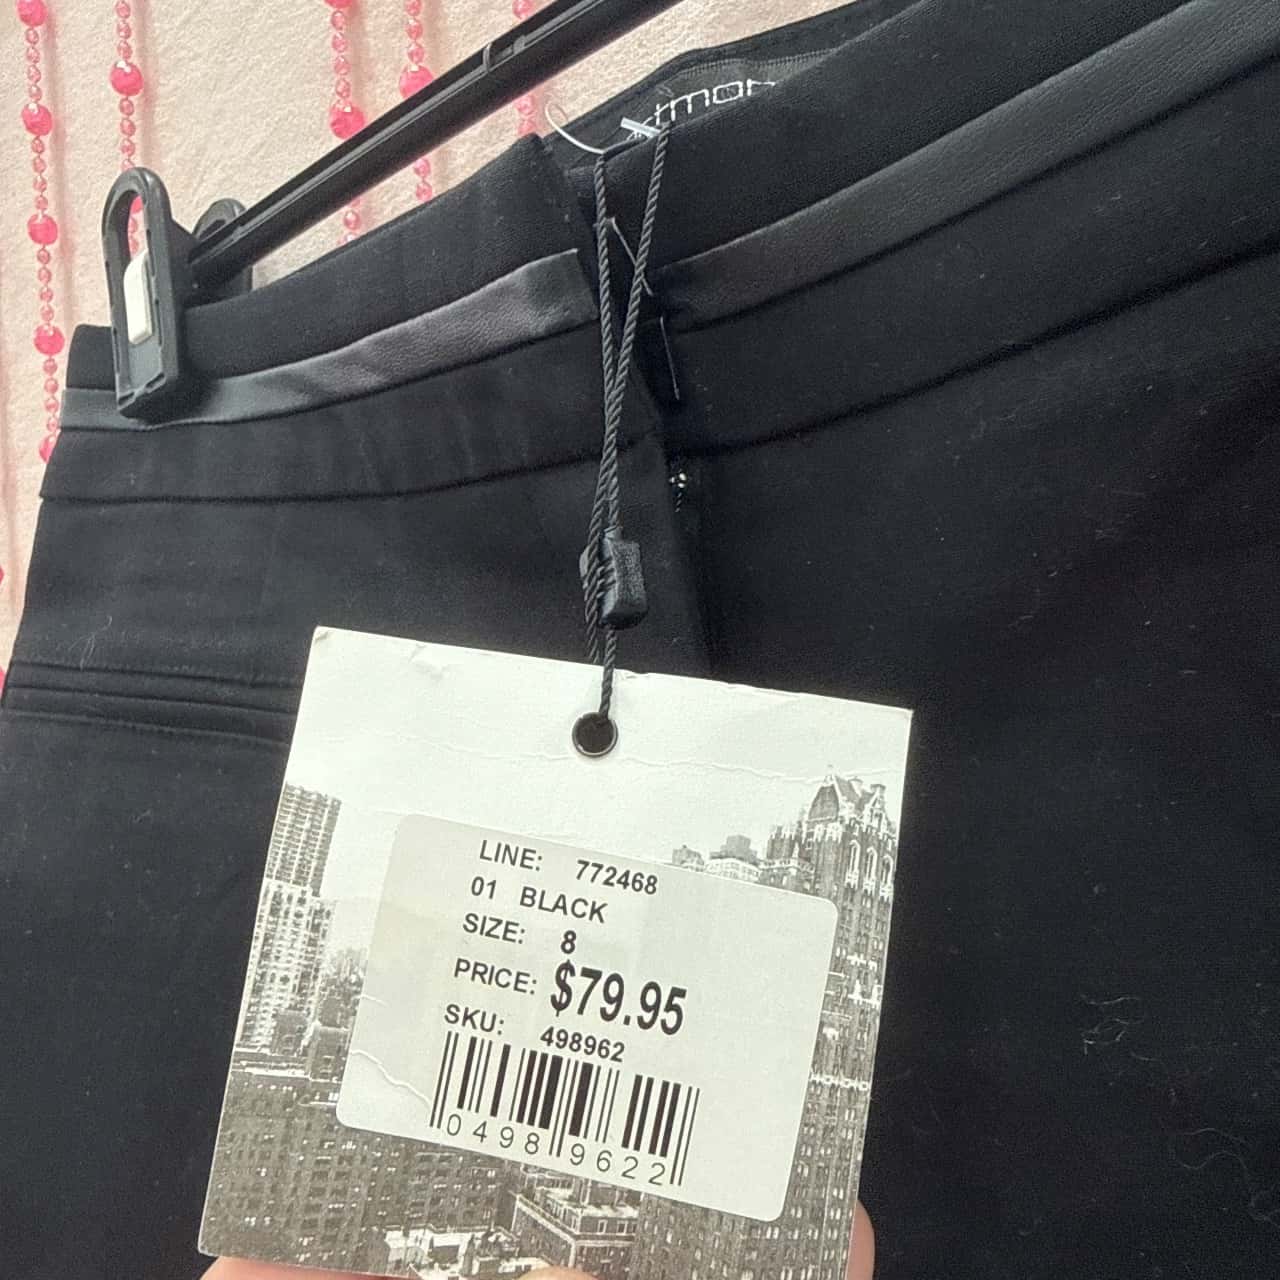 LINE: 772468
01 BLACK
SIZE: 8
PRICE: $79.95
SKU: 498962
0498 9622